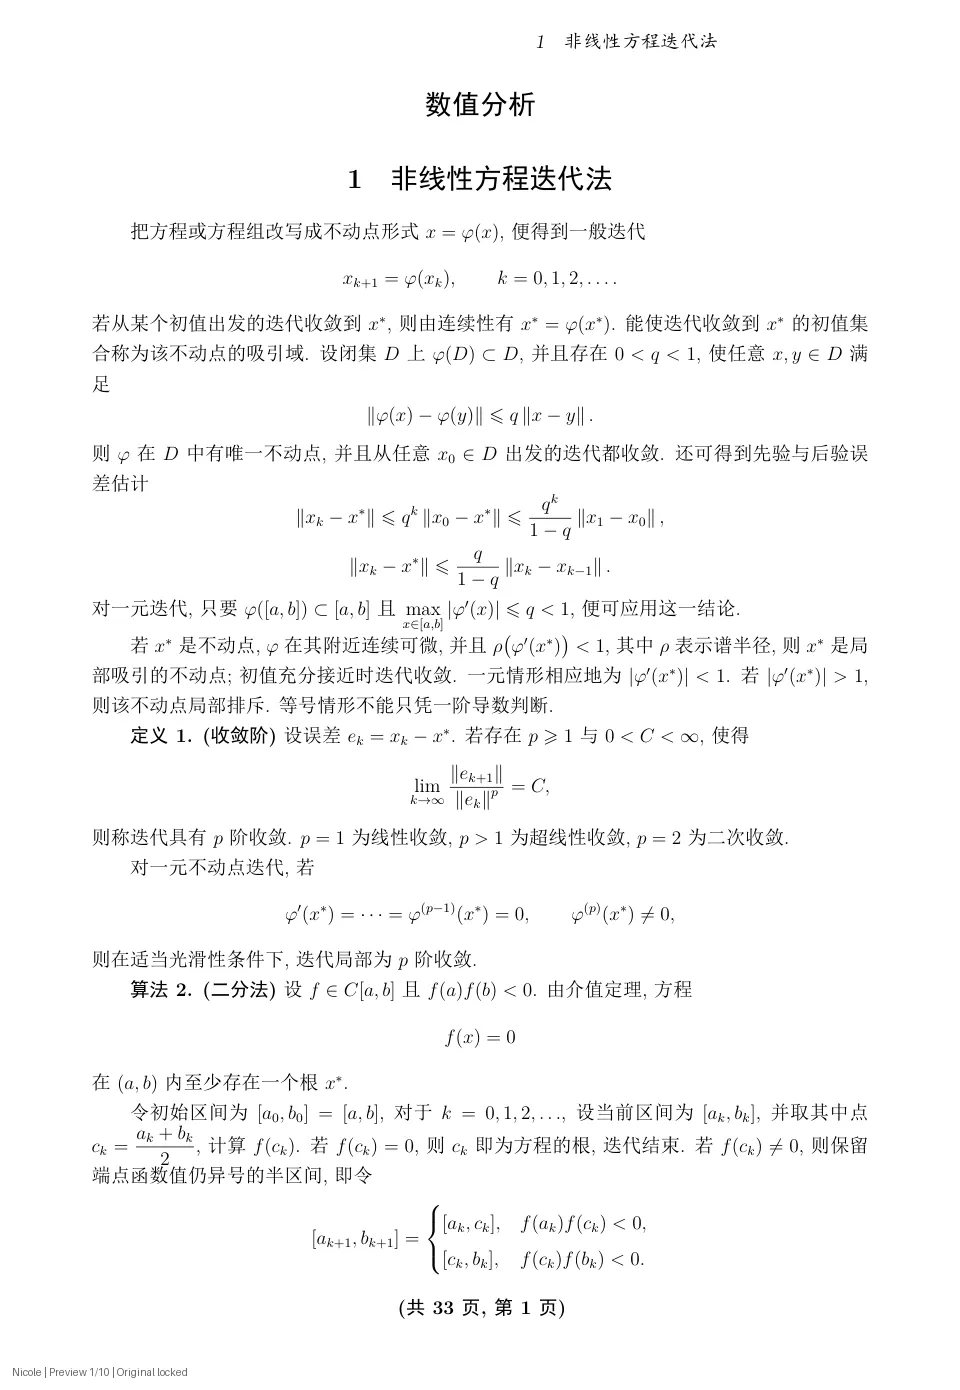 1 非线性方程迭代法
数值分析
1 非线性方程迭代法
把方程或方程组改写成不动点形式 x = φ(x), 便得到一般迭代
x_{k+1} = φ(x_k), k = 0, 1, 2, . . . .
若从某个初值出发的迭代收敛到 x*, 则由连续性有 x* = φ(x*). 能使迭代收敛到 x* 的初值集
合称为该不动点的吸引域. 设闭集 D 上 φ(D) ⊂ D, 并且存在 0 < q < 1, 使任意 x, y ∈ D 满
足
‖φ(x) − φ(y)‖ ⩽ q ‖x − y‖ .
则 φ 在 D 中有唯一不动点, 并且从任意 x_0 ∈ D 出发的迭代都收敛. 还可得到先验与后验误
差估计
‖x_k − x*‖ ⩽ q^k ‖x_0 − x*‖ ⩽ \frac{q^k}{1 − q} ‖x_1 − x_0‖ ,
‖x_k − x*‖ ⩽ \frac{q}{1 − q} ‖x_k − x_{k−1}‖ .
对一元迭代, 只要 φ([a, b]) ⊂ [a, b] 且 max_{x∈[a,b]} |φ′(x)| ⩽ q < 1, 便可应用这一结论.
若 x* 是不动点, φ 在其附近连续可微, 并且 ρ(φ′(x*)) < 1, 其中 ρ 表示谱半径, 则 x* 是局
部吸引的不动点; 初值充分接近时迭代收敛. 一元情形相应地为 |φ′(x*)| < 1. 若 |φ′(x*)| > 1,
则该不动点局部排斥. 等号情形不能只凭一阶导数判断.
定义 1. (收敛阶) 设误差 e_k = x_k − x*. 若存在 p ⩾ 1 与 0 < C < ∞, 使得
lim_{k→∞} \frac{‖e_{k+1}‖}{‖e_k‖^p} = C,
则称迭代具有 p 阶收敛. p = 1 为线性收敛, p > 1 为超线性收敛, p = 2 为二次收敛.
对一元不动点迭代, 若
φ′(x*) = · · · = φ^{(p−1)}(x*) = 0, φ^{(p)}(x*) ≠ 0,
则在适当光滑性条件下, 迭代局部为 p 阶收敛.
算法 2. (二分法) 设 f ∈ C[a, b] 且 f(a)f(b) < 0. 由介值定理, 方程
f(x) = 0
在 (a, b) 内至少存在一个根 x*.
令初始区间为 [a_0, b_0] = [a, b], 对于 k = 0, 1, 2, . . ., 设当前区间为 [a_k, b_k], 并取其中点
c_k = \frac{a_k + b_k}{2}, 计算 f(c_k). 若 f(c_k) = 0, 则 c_k 即为方程的根, 迭代结束. 若 f(c_k) ≠ 0, 则保留
端点函数值仍异号的半区间, 即令
[a_{k+1}, b_{k+1}] = { [a_k, c_k], f(a_k)f(c_k) < 0,
[c_k, b_k], f(c_k)f(b_k) < 0.
(共 33 页, 第 1 页)
Nicole | Preview 1/10 | Original locked